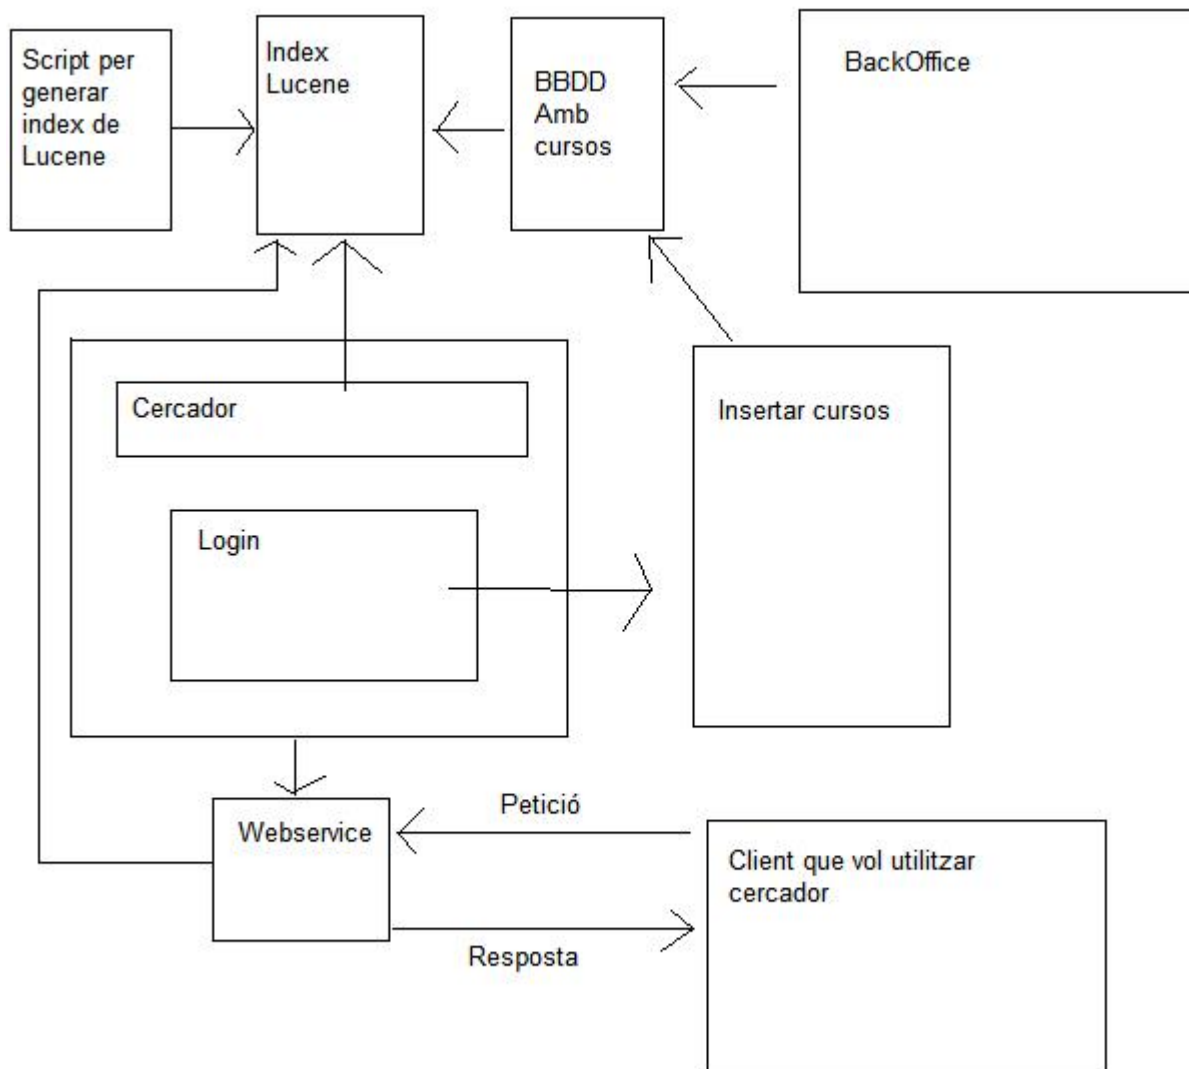 Script per
generar
index de
Lucene
Index
Lucene
BBDD
Amb
cursos
BackOffice
Cercador
Login
Insertar cursos
Webservice
Petició
Resposta
Client que vol utilitzar
cercador